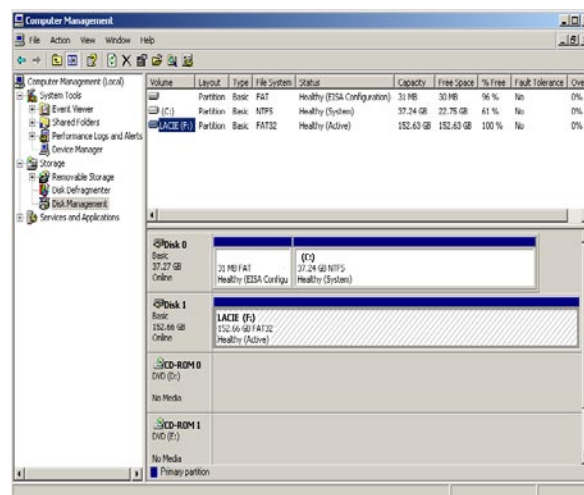 Computer Management
File Action View Window Help
Computer Management (Local)
System Tools
Event Viewer
Shared Folders
Performance Logs and Alerts
Device Manager
Storage
Removable Storage
Disk Defragmenter
Disk Management
Services and Applications
Volume Layout Type File System Status Capacity Free Space % Free Fault Tolerance Ove
Partition Basic FAT Healthy (EISA Configuration) 31 MB 30 MB 96 % No 0%
(C:) Partition Basic NTFS Healthy (System) 37.24 GB 22.75 GB 61 % No 0%
LACIE (F:) Partition Basic FAT32 Healthy (Active) 152.63 GB 152.63 GB 100 % No 0%
Disk 0
Basic
37.27 GB
Online
31 MB FAT
Healthy (EISA Configu
(C:)
37.24 GB NTFS
Healthy (System)
Disk 1
Basic
152.66 GB
Online
LACIE (F:)
152.66 GB FAT32
Healthy (Active)
CD-ROM 0
DVD (D:)
No Media
CD-ROM 1
DVD (E:)
No Media
Primary partition